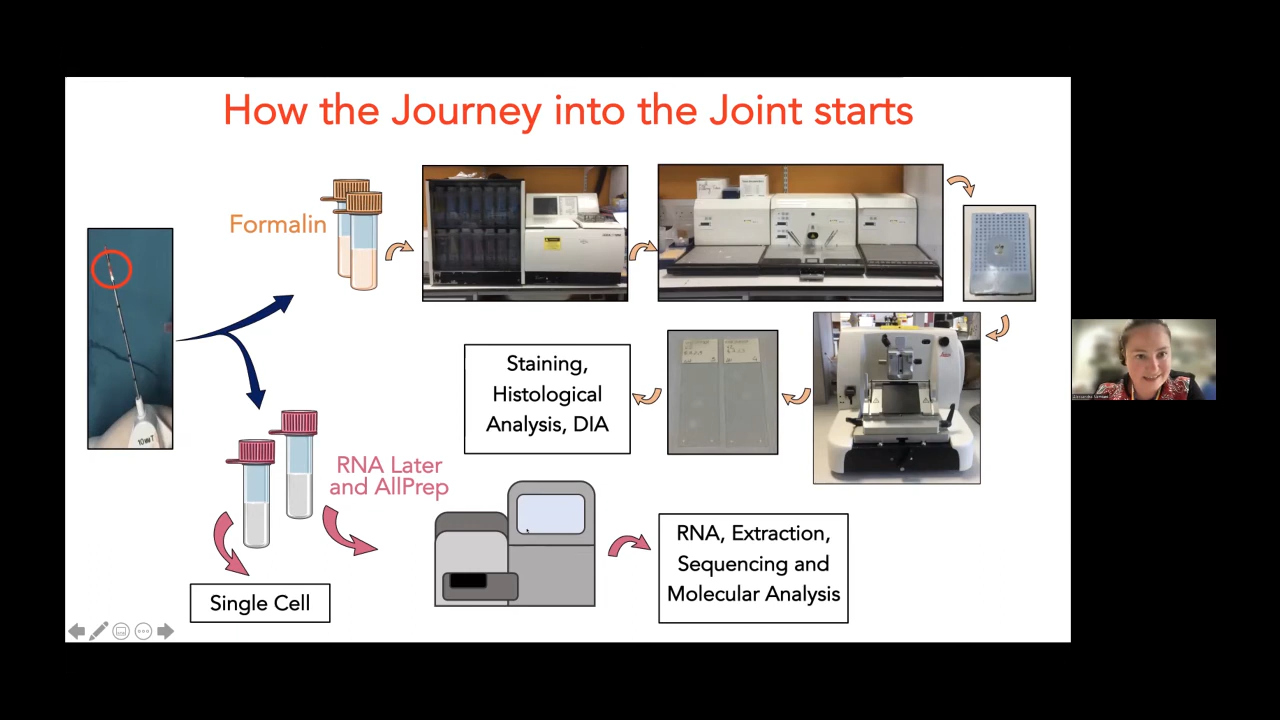 How the Journey into the Joint starts
Formalin
Staining,
Histological
Analysis, DIA
RNA Later
and AllPrep
RNA, Extraction,
Sequencing and
Molecular Analysis
Single Cell